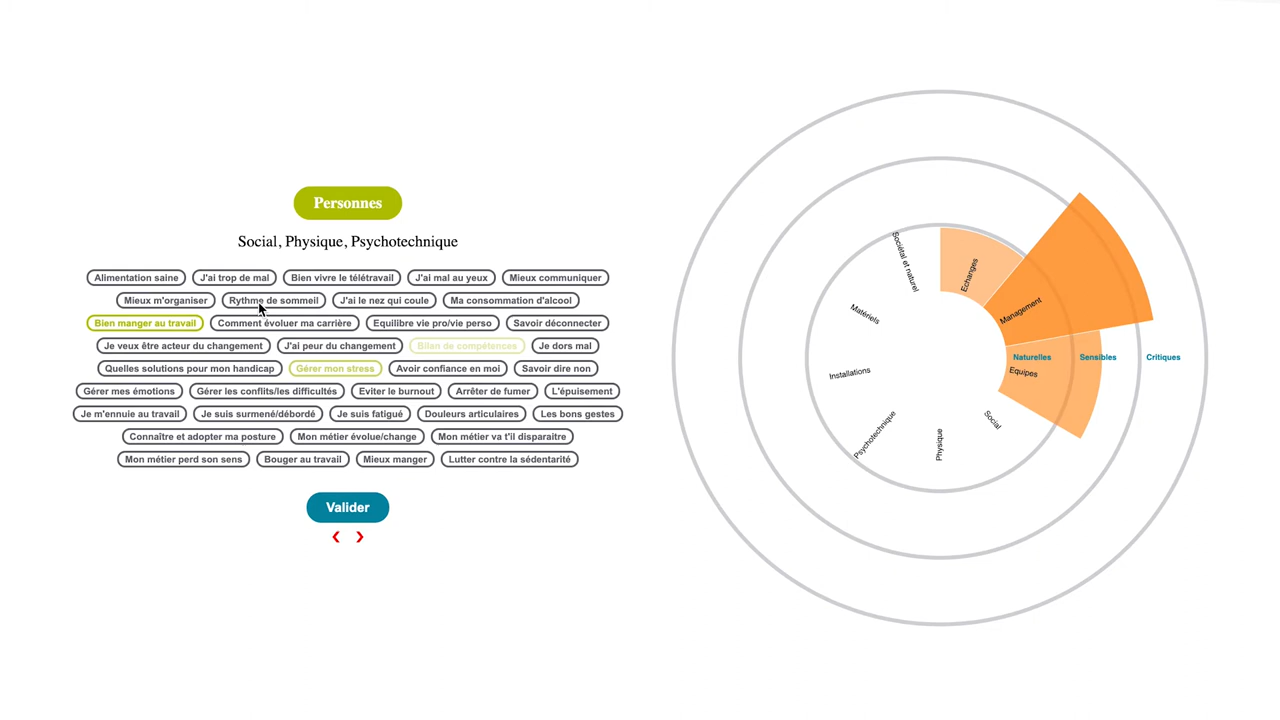 Personnes
Social, Physique, Psychotechnique
Alimentation saine J'ai trop de mal Bien vivre le télétravail J'ai mal au yeux Mieux communiquer
Mieux m'organiser Rythme de sommeil J'ai le nez qui coule Ma consommation d'alcool
Bien manger au travail Comment évoluer ma carrière Equilibre vie pro/vie perso Savoir déconnecter
Je veux être acteur du changement J'ai peur du changement Bilan de compétences Je dors mal
Quelles solutions pour mon handicap Gérer mon stress Avoir confiance en moi Savoir dire non
Gérer mes émotions Gérer les conflits/les difficultés Eviter le burnout Arrêter de fumer L'épuisement
Je m'ennuie au travail Je suis surmené/débordé Je suis fatigué Douleurs articulaires Les bons gestes
Connaître et adopter ma posture Mon métier évolue/change Mon métier va t'il disparaitre
Mon métier perd son sens Bouger au travail Mieux manger Lutter contre la sédentarité
Valider
Sociétal et naturel
Echanges
Matériels
Management
Naturelles Sensibles Critiques
Installations
Equipes
Psychotechnique
Physique
Social